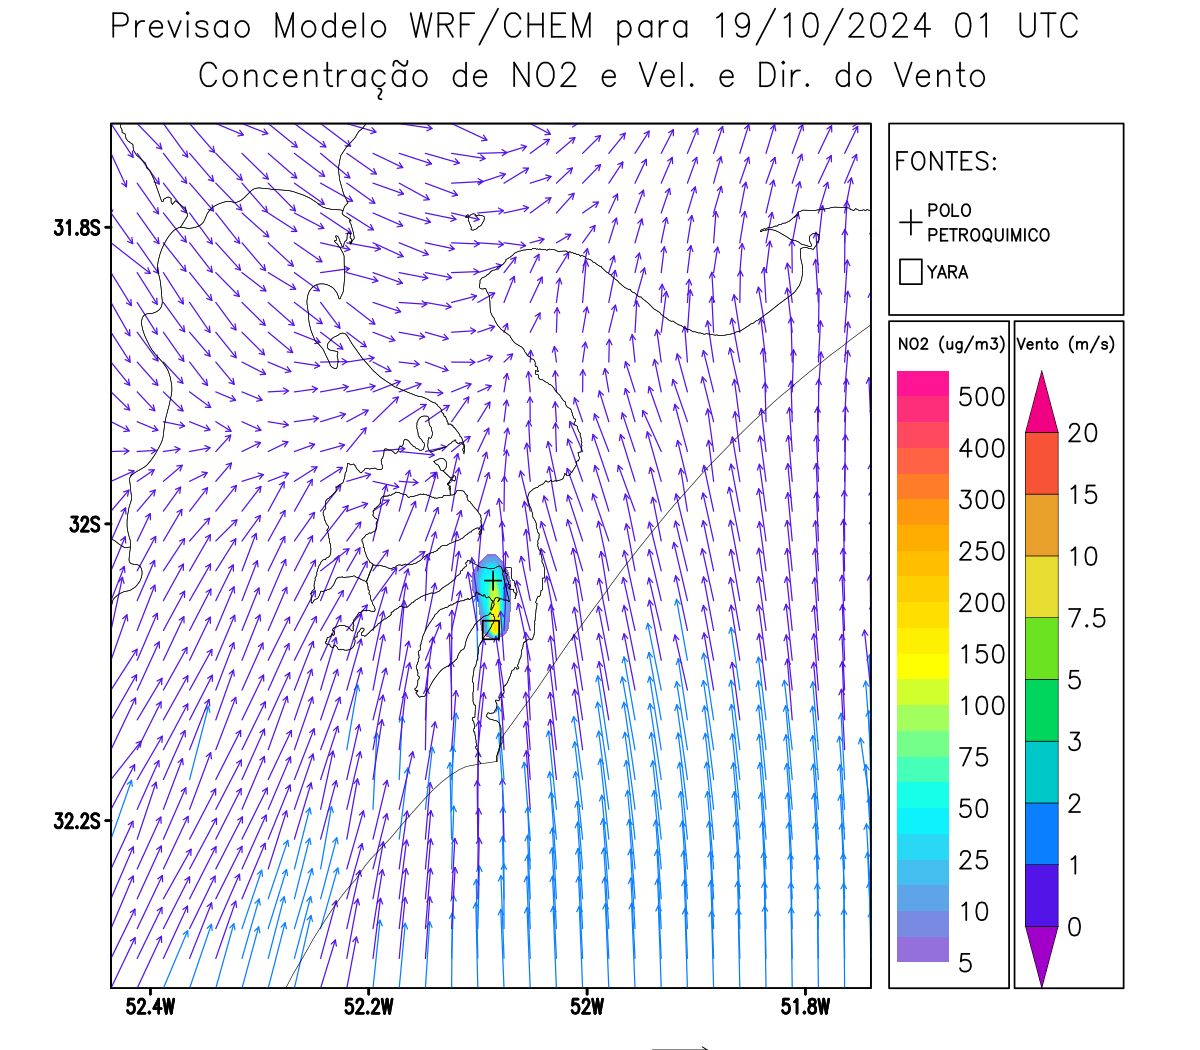 Previsao Modelo WRF/CHEM para 19/10/2024 01 UTC
Concentração de NO2 e Vel. e Dir. do Vento
FONTES:
POLO
PETROQUIMICO
YARA
31.8S
32S
32.2S
52.4W
52.2W
52W
51.8W
NO2 (ug/m3)
500
400
300
250
200
150
100
75
50
25
10
5
Vento (m/s)
20
15
10
7.5
5
3
2
1
0